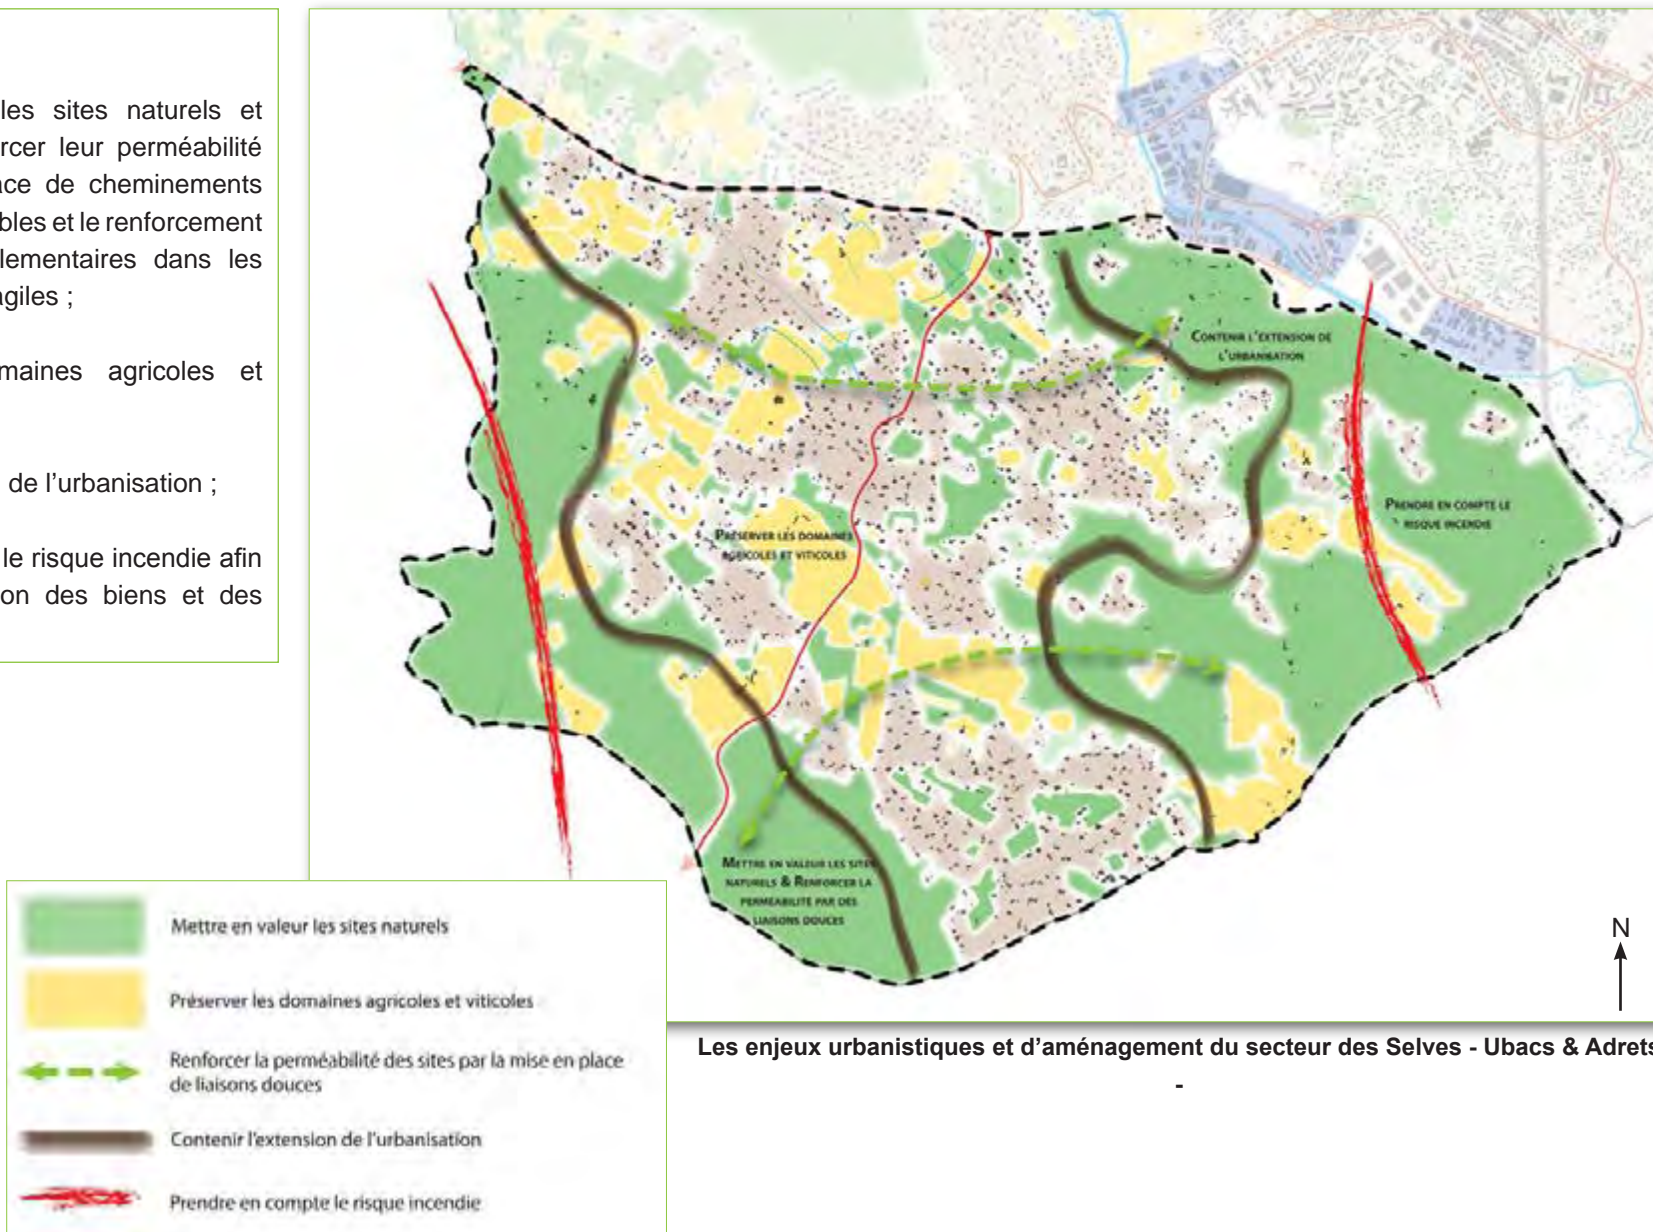 les sites naturels et
rcer leur perméabilité
ace de cheminements
bles et le renforcement
lementaires dans les
agiles ;
maines agricoles et
de l'urbanisation ;
le risque incendie afin
ion des biens et des
CONTENIR L'EXTENSION DE
L'URBANISATION
PRENDRE EN COMPTE LE
RISQUE INCENDIE
PRÉSERVER LES DOMAINES
AGRICOLES ET VITICOLES
METTRE EN VALEUR LES SITES
NATURELS & RENFORCER LA
PERMÉABILITÉ PAR DES
LIAISONS DOUCES
N
Mettre en valeur les sites naturels
Préserver les domaines agricoles et viticoles
Renforcer la perméabilité des sites par la mise en place
de liaisons douces
Contenir l'extension de l'urbanisation
Prendre en compte le risque incendie
Les enjeux urbanistiques et d'aménagement du secteur des Selves - Ubacs & Adrets
-